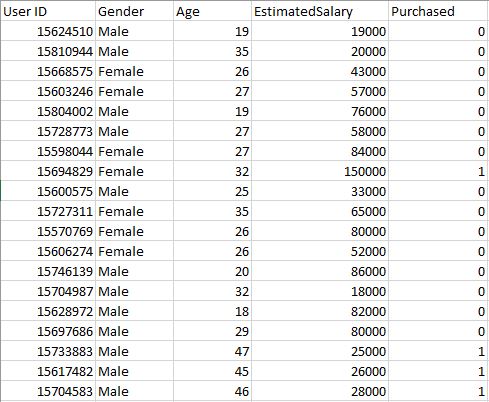 User ID Gender Age EstimatedSalary Purchased
15624510 Male 19 19000 0
15810944 Male 35 20000 0
15668575 Female 26 43000 0
15603246 Female 27 57000 0
15804002 Male 19 76000 0
15728773 Male 27 58000 0
15598044 Female 27 84000 0
15694829 Female 32 150000 1
15600575 Male 25 33000 0
15727311 Female 35 65000 0
15570769 Female 26 80000 0
15606274 Female 26 52000 0
15746139 Male 20 86000 0
15704987 Male 32 18000 0
15628972 Male 18 82000 0
15697686 Male 29 80000 0
15733883 Male 47 25000 1
15617482 Male 45 26000 1
15704583 Male 46 28000 1